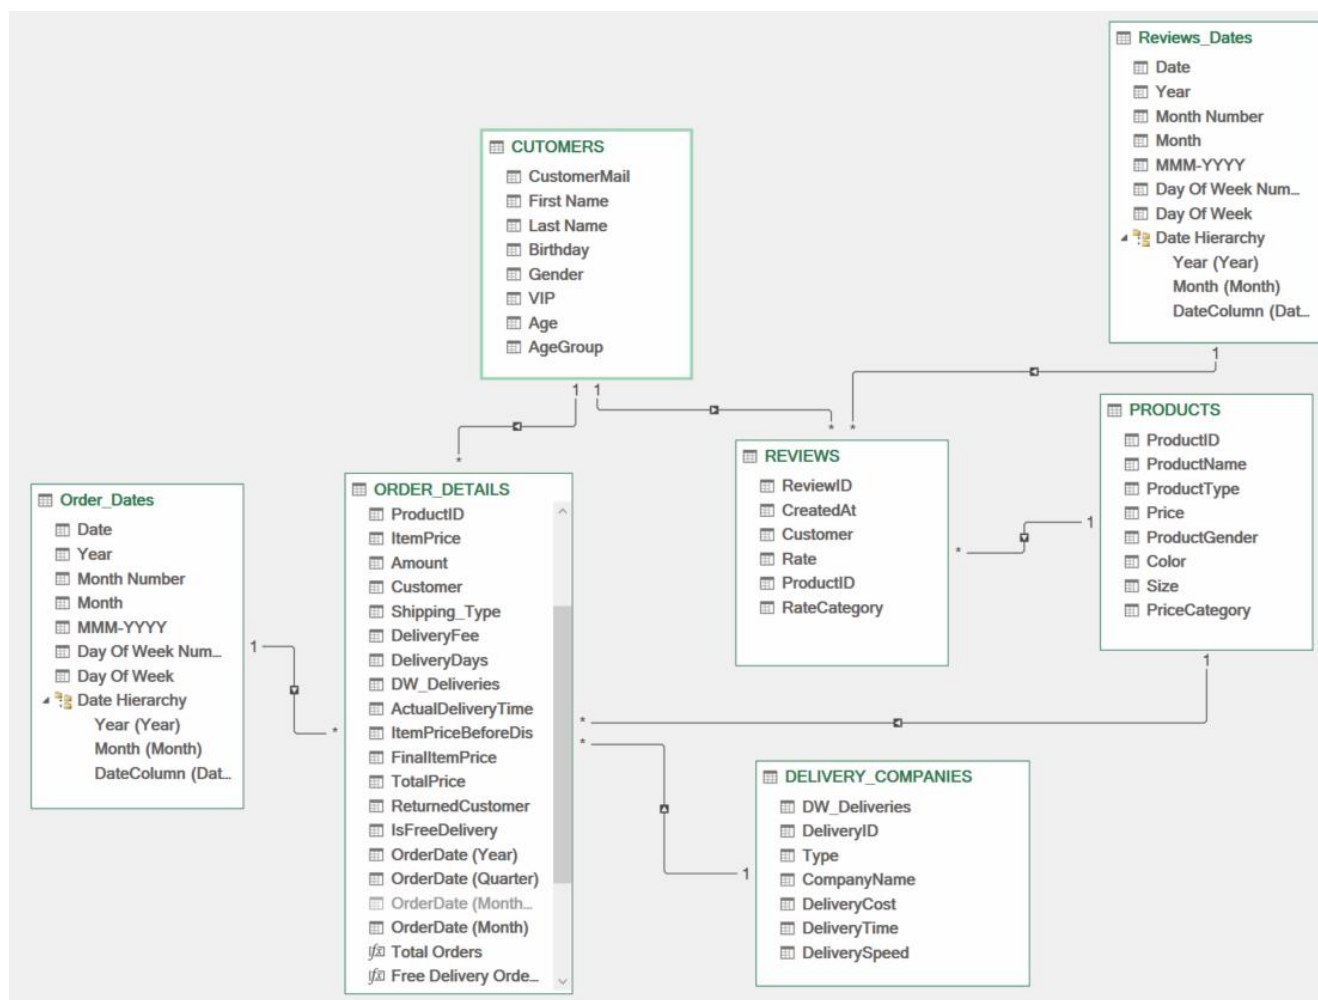 Reviews_Dates
Date
Year
Month Number
Month
MMM-YYYY
Day Of Week Num...
Day Of Week
Date Hierarchy
Year (Year)
Month (Month)
DateColumn (Dat...
1
CUTOMERS
CustomerMail
First Name
Last Name
Birthday
Gender
VIP
Age
AgeGroup
1 1
*
* *
PRODUCTS
ProductID
ProductName
ProductType
Price
ProductGender
Color
Size
PriceCategory
1
1
REVIEWS
ReviewID
CreatedAt
Customer
Rate
ProductID
RateCategory
*
Order_Dates
Date
Year
Month Number
Month
MMM-YYYY
Day Of Week Num...
Day Of Week
Date Hierarchy
Year (Year)
Month (Month)
DateColumn (Dat...
1
*
ORDER_DETAILS
ProductID
ItemPrice
Amount
Customer
Shipping_Type
DeliveryFee
DeliveryDays
DW_Deliveries
ActualDeliveryTime
ItemPriceBeforeDis
FinalItemPrice
TotalPrice
ReturnedCustomer
IsFreeDelivery
OrderDate (Year)
OrderDate (Quarter)
OrderDate (Month...
OrderDate (Month)
fx Total Orders
fx Free Delivery Orde...
*
*
DELIVERY_COMPANIES
DW_Deliveries
DeliveryID
Type
CompanyName
DeliveryCost
DeliveryTime
DeliverySpeed
1